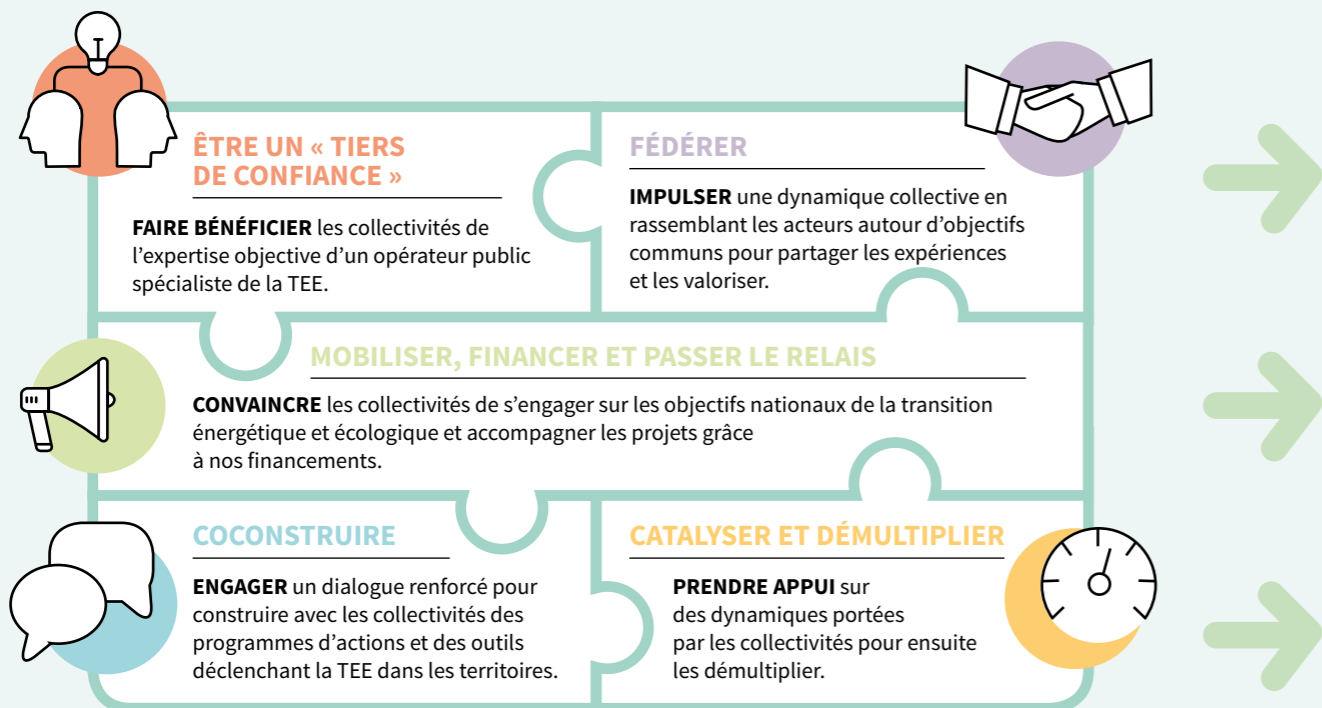 ÊTRE UN « TIERS
DE CONFIANCE »
FAIRE BÉNÉFICIER les collectivités de
l’expertise objective d’un opérateur public
spécialiste de la TEE.
FÉDÉRER
IMPULSER une dynamique collective en
rassemblant les acteurs autour d’objectifs
communs pour partager les expériences
et les valoriser.
MOBILISER, FINANCER ET PASSER LE RELAIS
CONVAINCRE les collectivités de s’engager sur les objectifs nationaux de la transition
énergétique et écologique et accompagner les projets grâce
à nos financements.
COCONSTRUIRE
ENGAGER un dialogue renforcé pour
construire avec les collectivités des
programmes d’actions et des outils
déclenchant la TEE dans les territoires.
CATALYSER ET DÉMULTIPLIER
PRENDRE APPUI sur
des dynamiques portées
par les collectivités pour ensuite
les démultiplier.